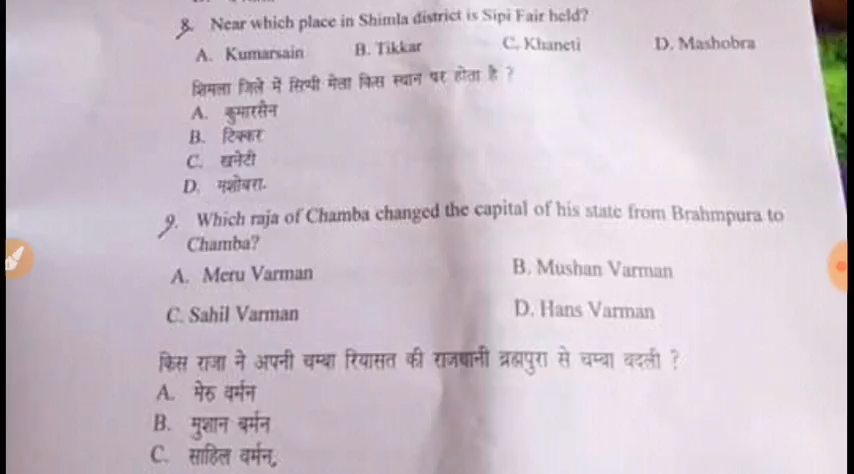 8. Near which place in Shimla district is Sipi Fair held?
A. Kumarsain B. Tikkar C. Khaneti D. Mashobra
शिमला जिले में सिप्पी मेला किस स्थान पर होता है ?
A. कुमारसैन
B. टिक्कर
C. खनेटी
D. मशोबरा.
9. Which raja of Chamba changed the capital of his state from Brahmpura to
Chamba?
A. Meru Varman B. Mushan Varman
C. Sahil Varman D. Hans Varman
किस राजा ने अपनी चम्बा रियासत की राजधानी ब्रह्मपुरा से चम्बा बदली ?
A. मेरु वर्मन
B. मुशान बर्मन
C. साहिल वर्मन,